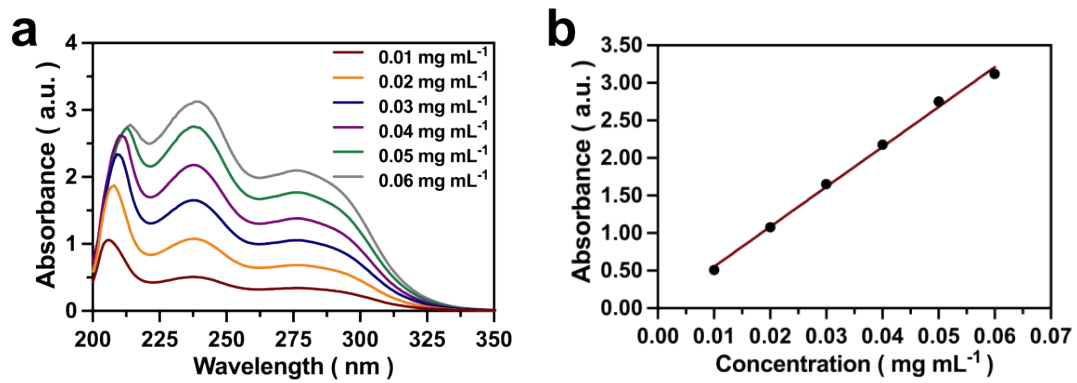 a
Absorbance ( a.u. )
4
3
2
1
0
200
225
250
275
300
325
350
Wavelength ( nm )
0.01 mg mL⁻¹
0.02 mg mL⁻¹
0.03 mg mL⁻¹
0.04 mg mL⁻¹
0.05 mg mL⁻¹
0.06 mg mL⁻¹
b
Absorbance ( a.u. )
3.50
3.00
2.50
2.00
1.50
1.00
0.50
0.00
0.00
0.01
0.02
0.03
0.04
0.05
0.06
0.07
Concentration ( mg mL⁻¹ )